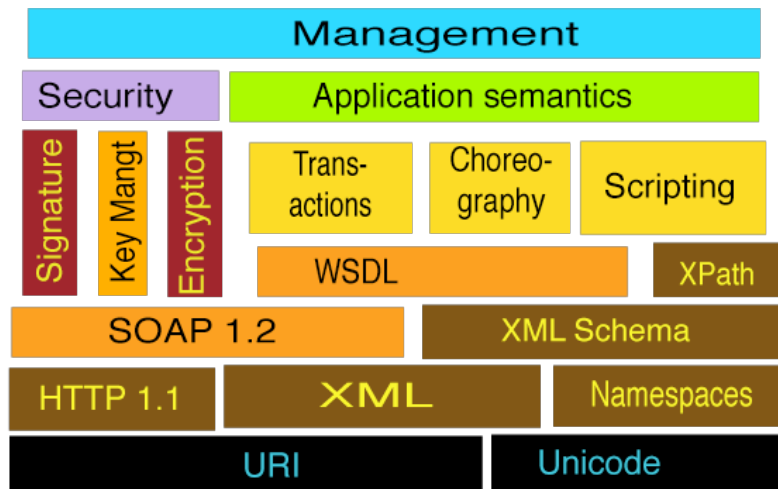 Management
Security
Application semantics
Signature
Key Mangt
Encryption
Trans-
actions
Choreo-
graphy
Scripting
WSDL
XPath
SOAP 1.2
XML Schema
HTTP 1.1
XML
Namespaces
URI
Unicode